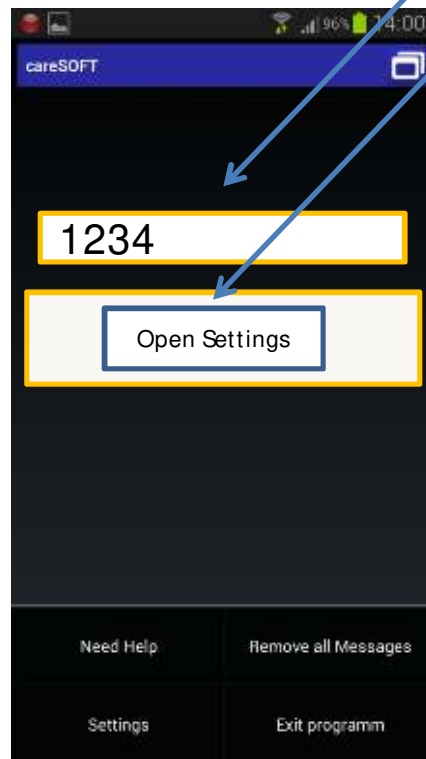 96% 14:00
careSOFT
1234
Open Settings
Need Help Remove all Messages
Settings Exit programm